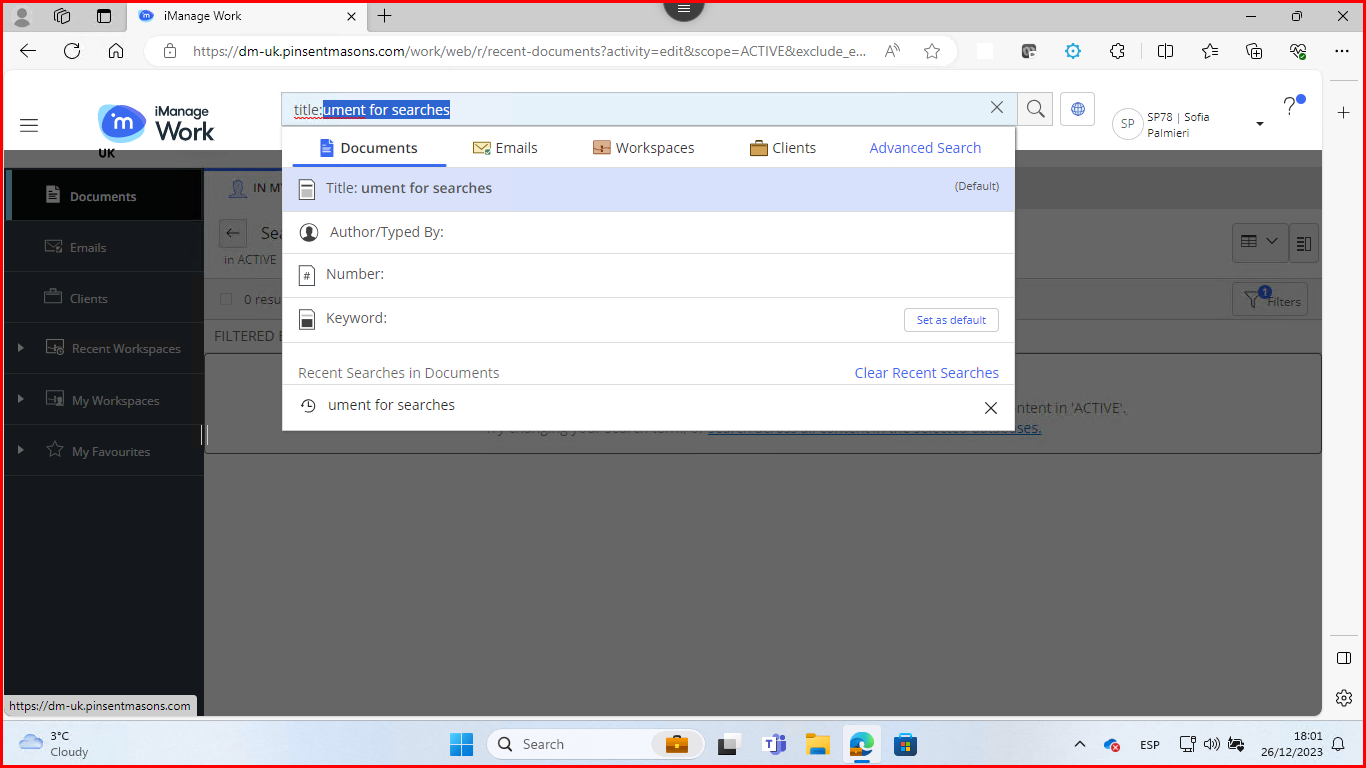 iManage Work
https://dm-uk.pinsentmasons.com/work/web/r/recent-documents?activity=edit&scope=ACTIVE&exclude_e...
iManage
Work
UK
title:ument for searches
SP
SP78 | Sofia
Palmieri
Documents
Emails
Workspaces
Clients
Advanced Search
Title: ument for searches
(Default)
Author/Typed By:
Number:
Keyword:
Set as default
Recent Searches in Documents
Clear Recent Searches
ument for searches
Documents
Emails
Clients
Recent Workspaces
My Workspaces
My Favourites
IN M
Sea
in ACTIVE
0 resu
1
Filters
FILTERED
ntent in 'ACTIVE'.
https://dm-uk.pinsentmasons.com
3°C
Cloudy
Search
ESP
18:01
26/12/2023